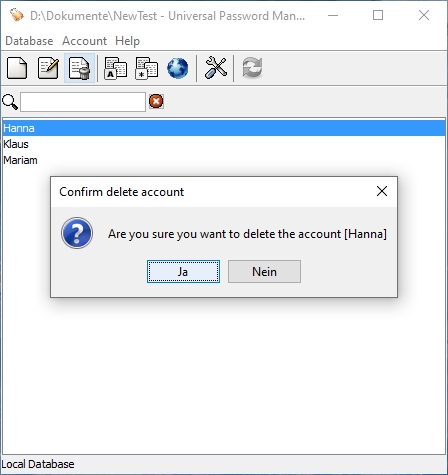 D:\Dokumente\NewTest - Universal Password Man...
Database Account Help
Hanna
Klaus
Mariam
Confirm delete account
Are you sure you want to delete the account [Hanna]
Ja Nein
Local Database